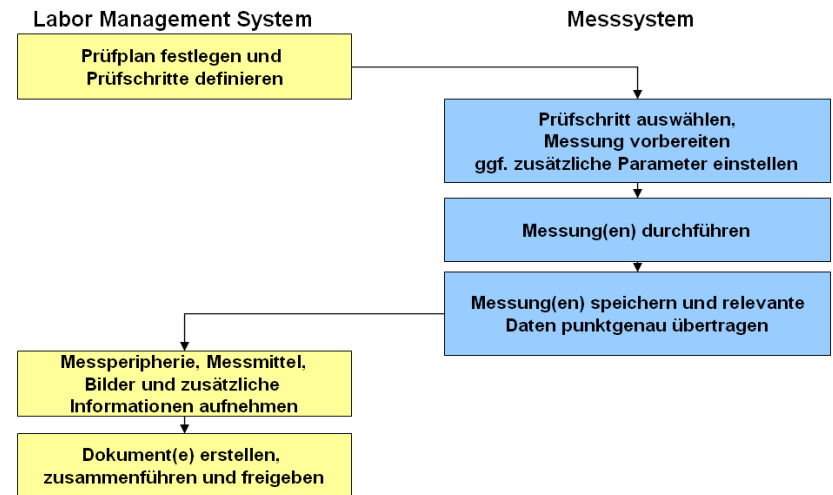 Labor Management System
Messsystem
Prüfplan festlegen und
Prüfschritte definieren
Prüfschritt auswählen,
Messung vorbereiten
ggf. zusätzliche Parameter einstellen
Messung(en) durchführen
Messung(en) speichern und relevante
Daten punktgenau übertragen
Messperipherie, Messmittel,
Bilder und zusätzliche
Informationen aufnehmen
Dokument(e) erstellen,
zusammenführen und freigeben